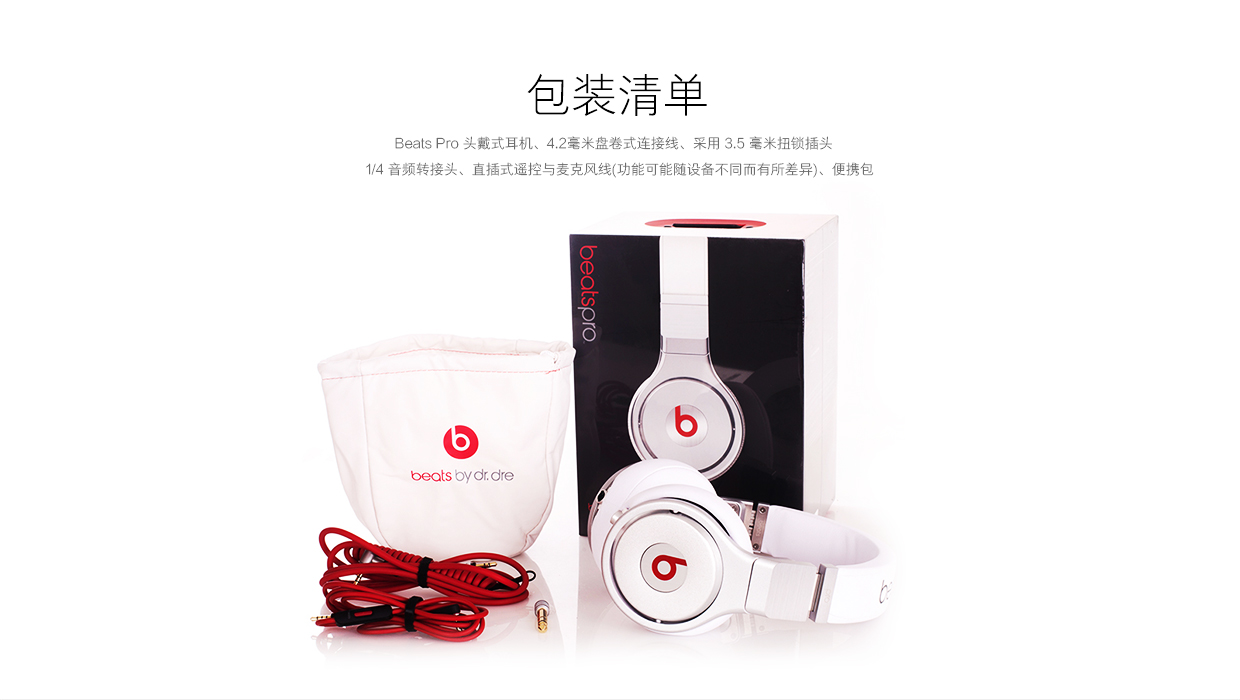 包装清单
Beats Pro 头戴式耳机、4.2毫米盘卷式连接线、采用 3.5 毫米扭锁插头
1/4 音频转接头、直插式遥控与麦克风线(功能可能随设备不同而有所差异)、便携包
beatspro
b
b
beats by dr. dre
b